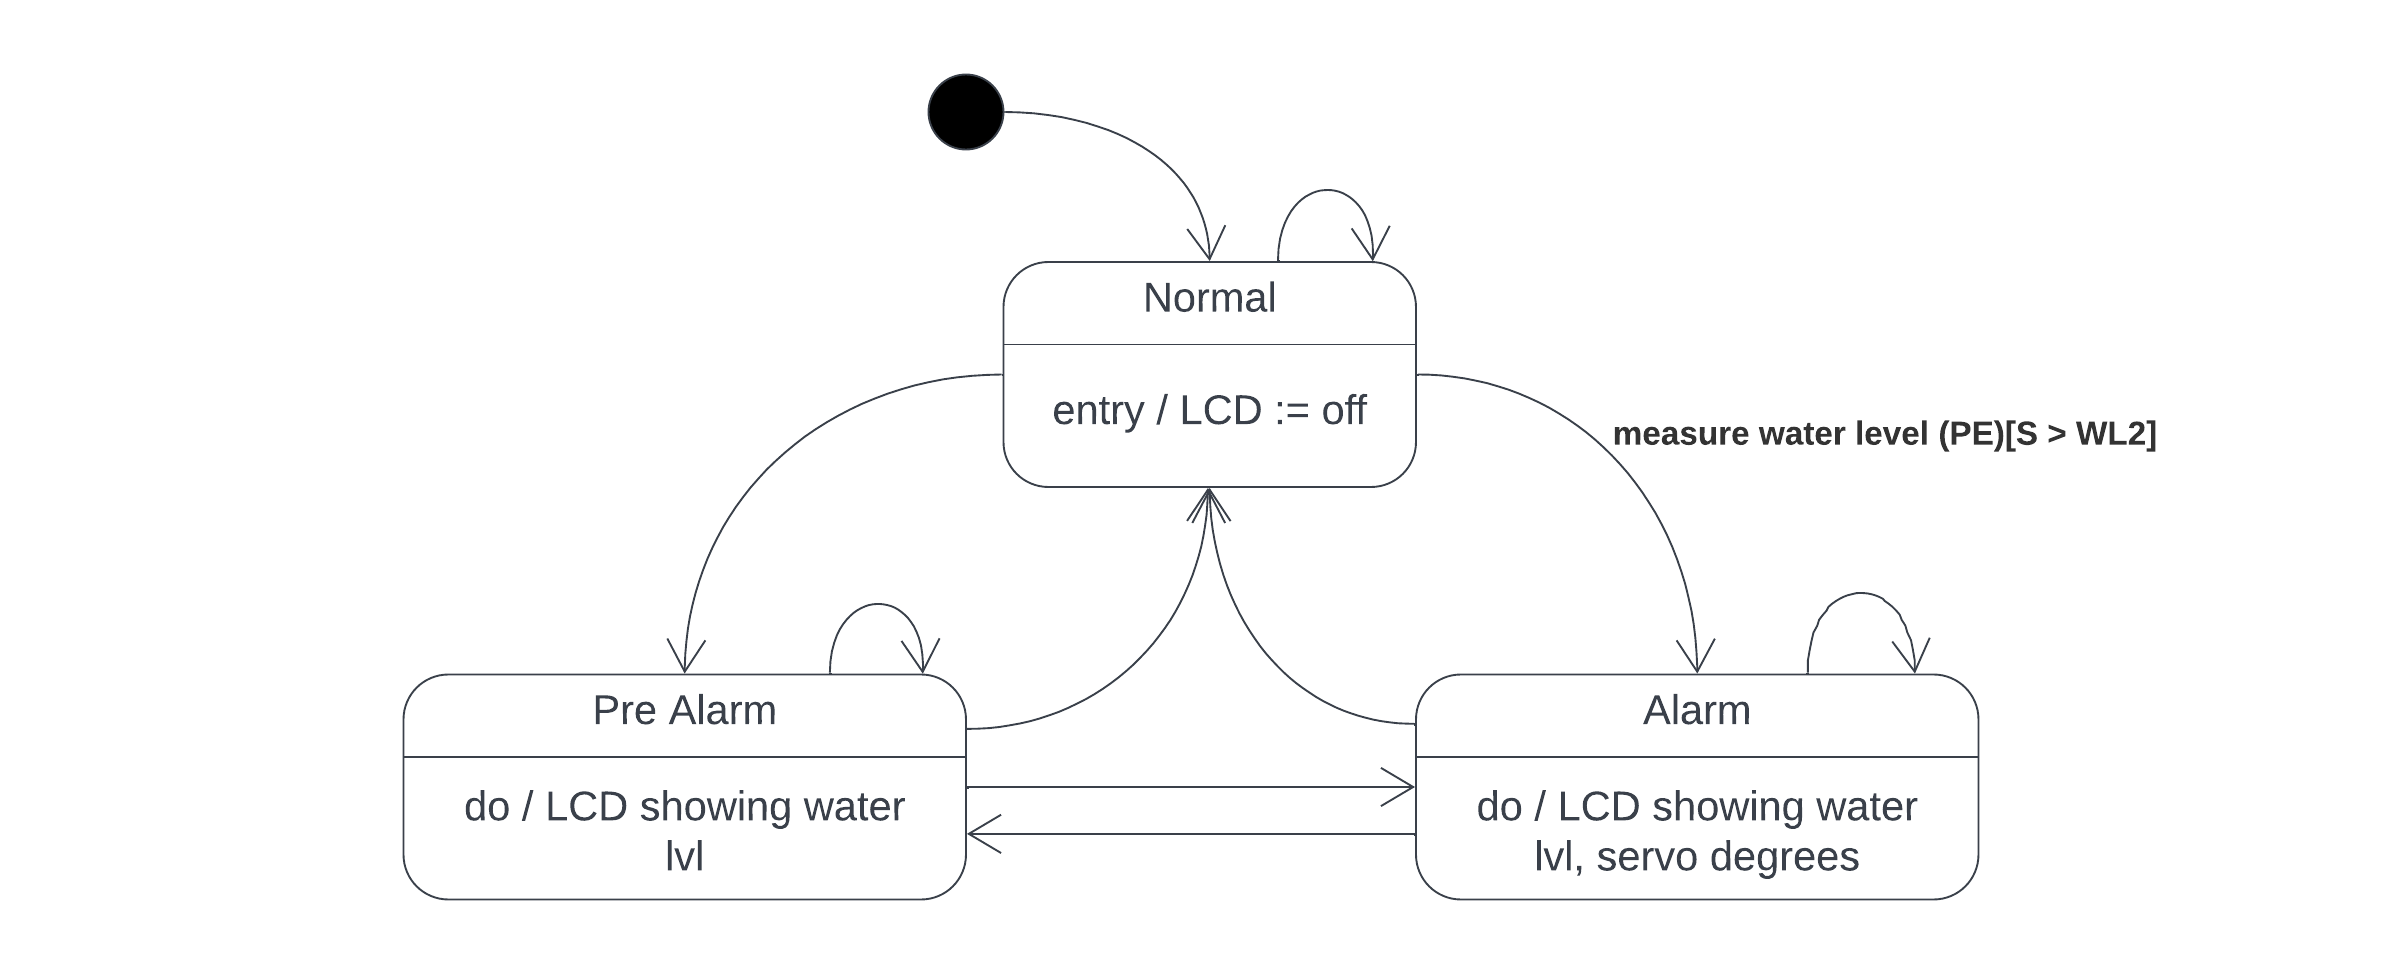 Normal
entry / LCD := off
measure water level (PE)[S > WL2]
Pre Alarm
do / LCD showing water
lvl
Alarm
do / LCD showing water
lvl, servo degrees